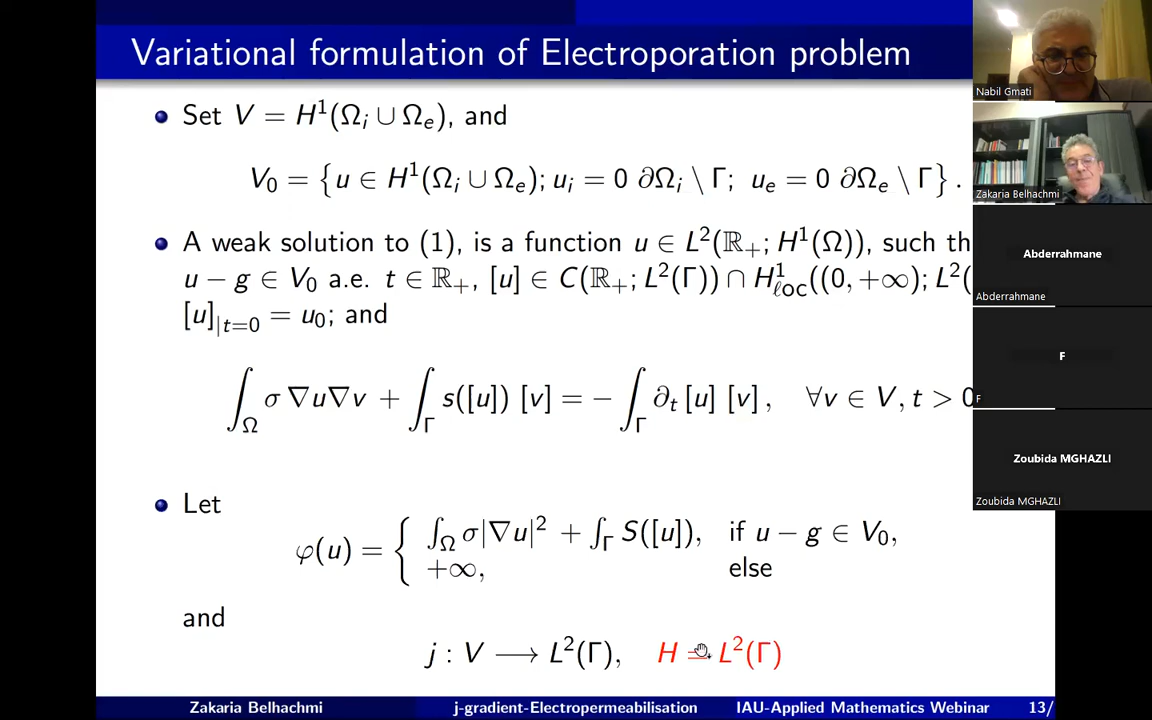 Variational formulation of Electroporation problem
Set V = H¹(Ωᵢ ∪ Ωₑ), and
V₀ = {u ∈ H¹(Ωᵢ ∪ Ωₑ); uᵢ = 0 ∂Ωᵢ \ Γ; uₑ = 0 ∂Ωₑ \ Γ}.
A weak solution to (1), is a function u ∈ L²(ℝ₊; H¹(Ω)), such
u − g ∈ V₀ a.e. t ∈ ℝ₊, [u] ∈ C(ℝ₊; L²(Γ)) ∩ H¹_ℓoc((0, +∞); L²(
[u]|t=0 = u₀; and
∫_Ω σ ∇u∇v + ∫_Γ s([u]) [v] = − ∫_Γ ∂ₜ [u] [v], ∀v ∈ V, t > 0
Let
φ(u) = { ∫_Ω σ|∇u|² + ∫_Γ S([u]), if u − g ∈ V₀,
+∞, else
and
j : V ⟶ L²(Γ), H = L²(Γ)
Zakaria Belhachmi j-gradient-Electropermeabilisation IAU-Applied Mathematics Webinar 13/
Nabil Gmati
Zakaria Belhachmi
Abderrahmane
Abderrahmane
F
F
Zoubida MGHAZLI
Zoubida MGHAZLI